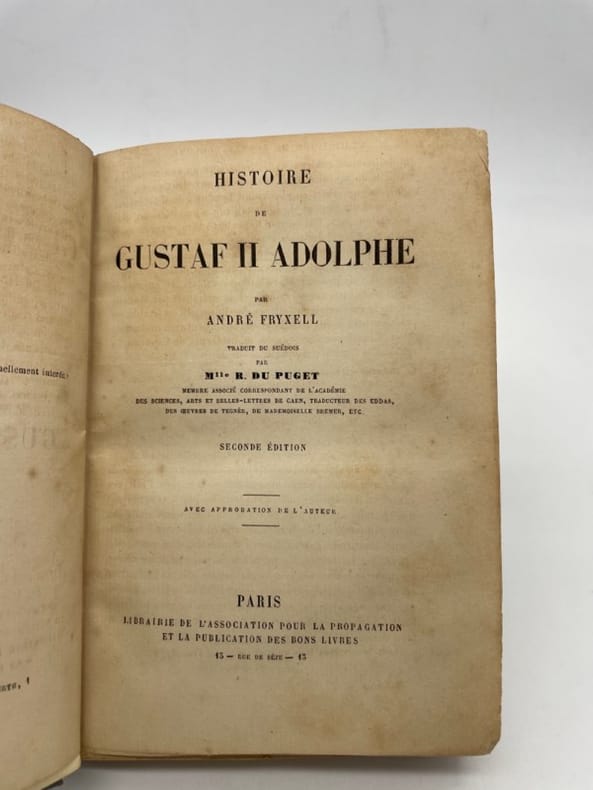 HISTOIRE
DE
GUSTAF II ADOLPHE
PAR
ANDRÉ FRYXELL
TRADUIT DU SUÉDOIS
PAR
Mlle R. DU PUGET
MEMBRE ASSOCIÉ CORRESPONDANT DE L'ACADÉMIE
DES SCIENCES, ARTS ET BELLES-LETTRES DE CAEN, TRADUCTEUR DES EDDAS,
DES ŒUVRES DE TEGNÉR, DE MADEMOISELLE BREMER, ETC.
SECONDE ÉDITION
AVEC APPROBATION DE L'AUTEUR
PARIS
LIBRAIRIE DE L'ASSOCIATION POUR LA PROPAGATION
ET LA PUBLICATION DES BONS LIVRES
15 — RUE DE SÈZE — 15